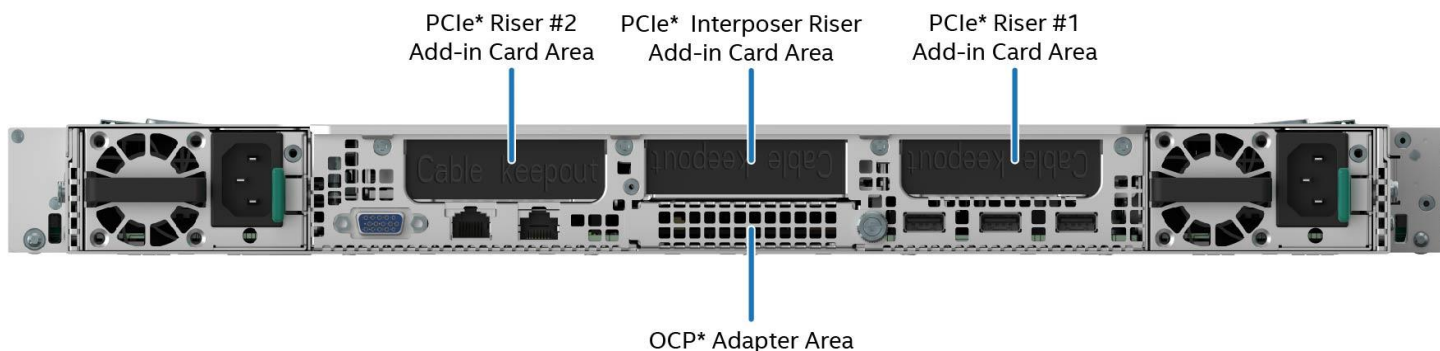 PCIe* Riser #2
Add-in Card Area
PCIe* Interposer Riser
Add-in Card Area
PCIe* Riser #1
Add-in Card Area
Cable keepout
Cable keepout
Cable keepout
OCP* Adapter Area